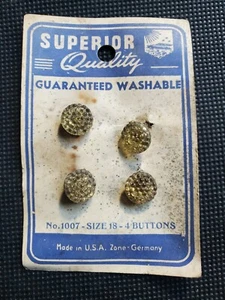 SUPERIOR
Quality
GUARANTEED WASHABLE
No. 1007 - SIZE 18 - 4 BUTTONS
Made in U.S.A. Zone - Germany